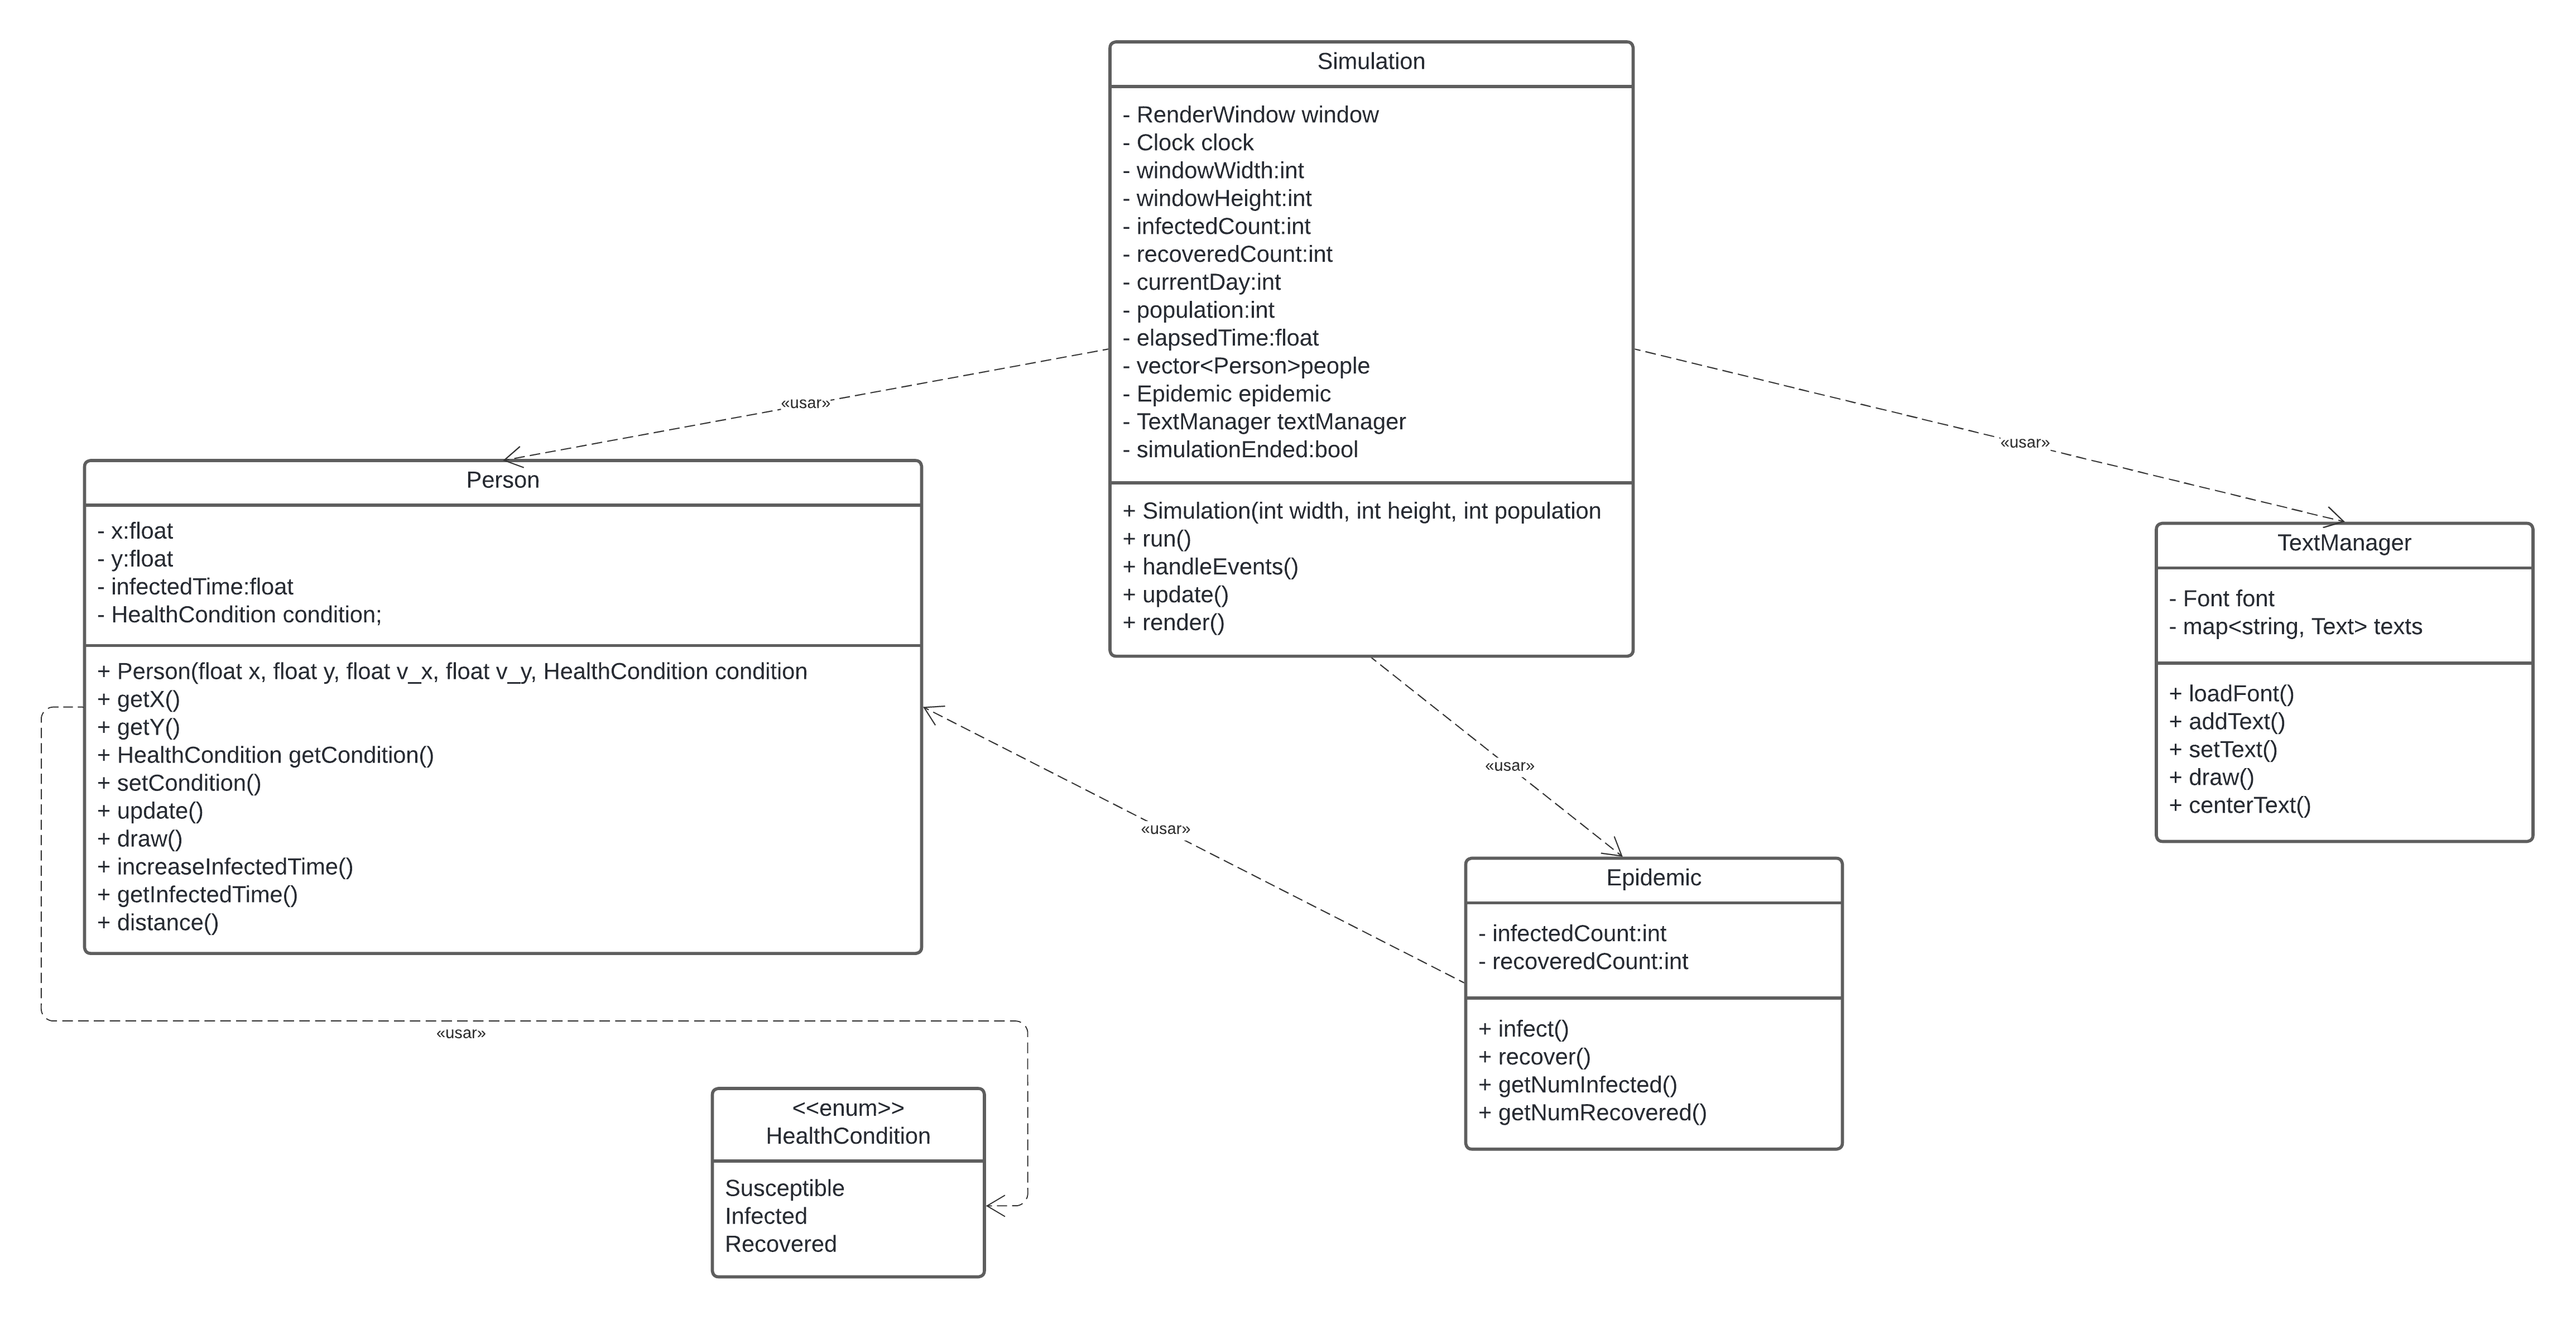 Simulation
- RenderWindow window
- Clock clock
- windowWidth:int
- windowHeight:int
- infectedCount:int
- recoveredCount:int
- currentDay:int
- population:int
- elapsedTime:float
- vector<Person>people
- Epidemic epidemic
- TextManager textManager
- simulationEnded:bool
+ Simulation(int width, int height, int population
+ run()
+ handleEvents()
+ update()
+ render()
«usar»
«usar»
Person
- x:float
- y:float
- infectedTime:float
- HealthCondition condition;
+ Person(float x, float y, float v_x, float v_y, HealthCondition condition
+ getX()
+ getY()
+ HealthCondition getCondition()
+ setCondition()
+ update()
+ draw()
+ increaseInfectedTime()
+ getInfectedTime()
+ distance()
TextManager
- Font font
- map<string, Text> texts
+ loadFont()
+ addText()
+ setText()
+ draw()
+ centerText()
«usar»
«usar»
Epidemic
- infectedCount:int
- recoveredCount:int
+ infect()
+ recover()
+ getNumInfected()
+ getNumRecovered()
«usar»
<<enum>>
HealthCondition
Susceptible
Infected
Recovered